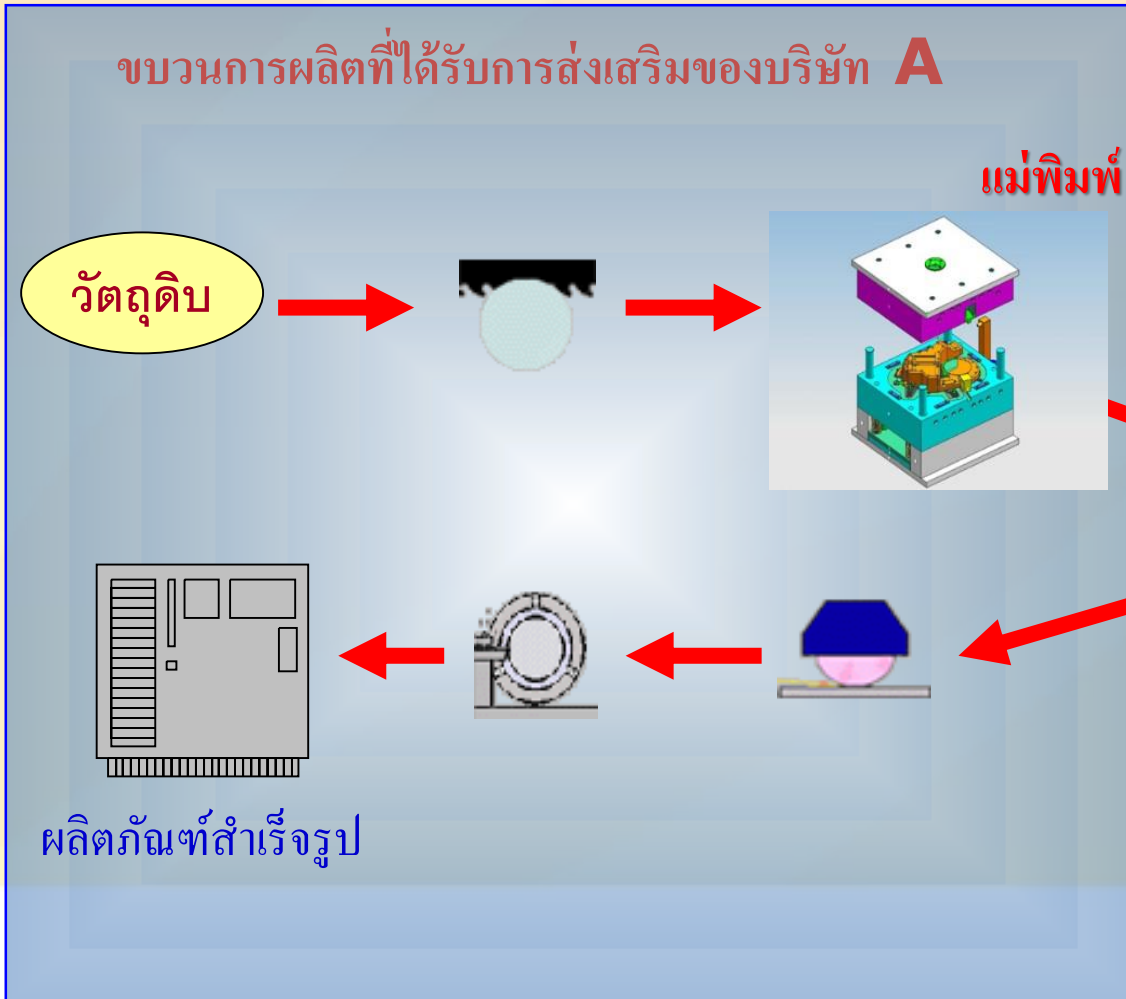 ขบวนการผลิตที่ได้รับการส่งเสริมของบริษัท A
แม่พิมพ์
วัตถุดิบ
ผลิตภัณฑ์สำเร็จรูป